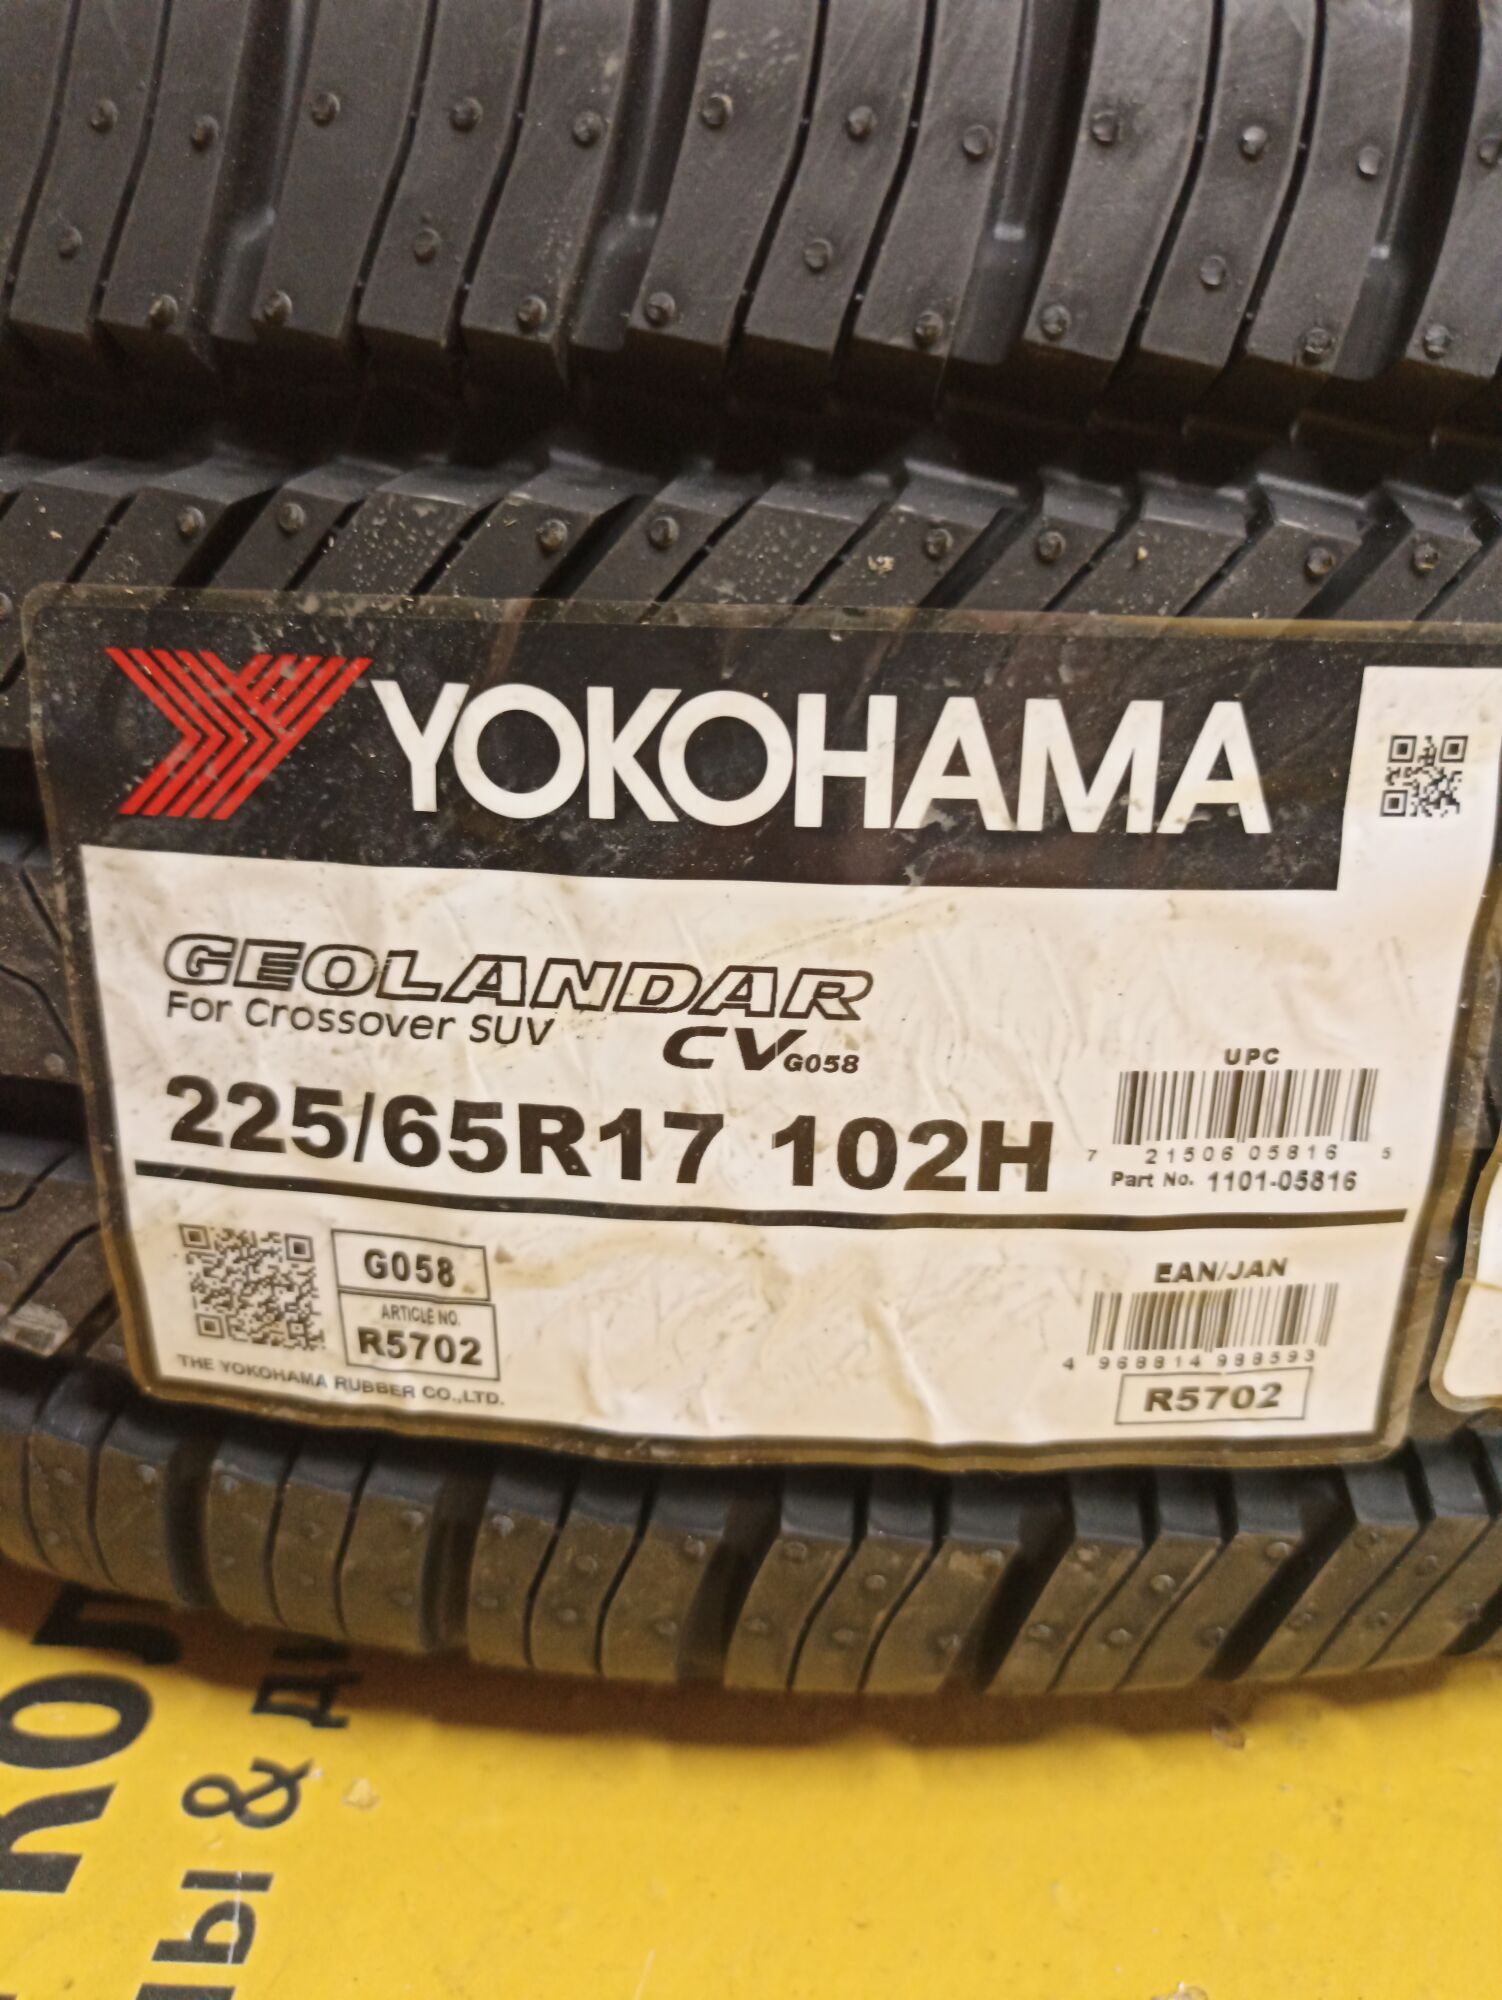 YOKOHAMA
GEOLANDAR
For Crossover SUV
CV G058
225/65R17 102H
UPC
7 21506 05816 5
Part No. 1101-05816
G058
ARTICLE NO.
R5702
THE YOKOHAMA RUBBER CO.,LTD.
EAN/JAN
4 968814 988593
R5702